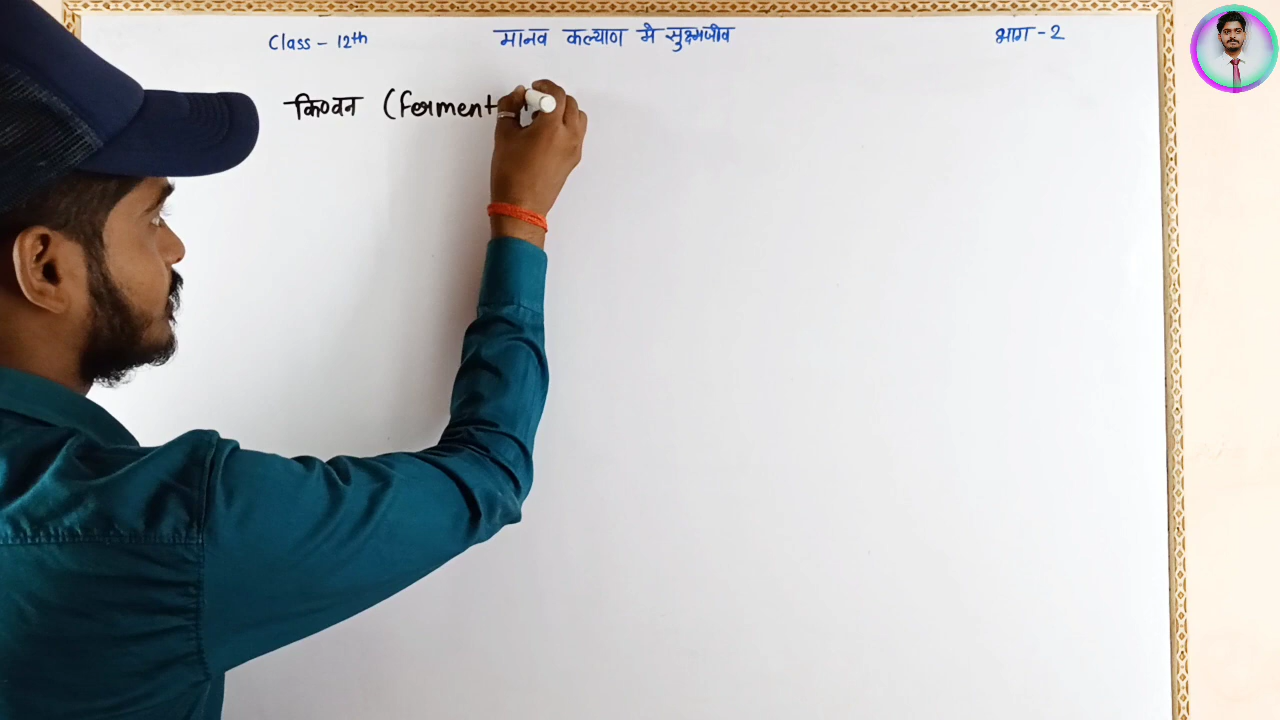 Class - 12th मानव कल्याण मे सुक्ष्मजीव भाग - 2
किण्वन (Ferment